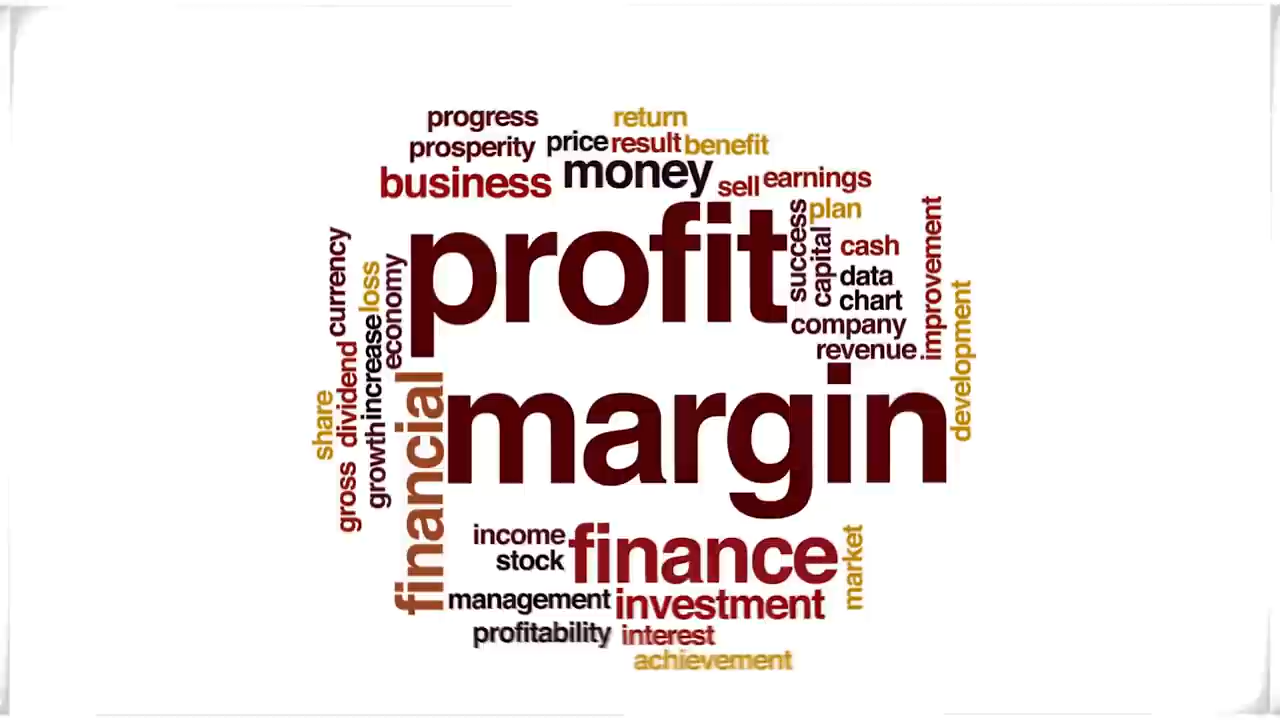 progress
return
prosperity
price
result
benefit
business
money
sell
earnings
profit
success
plan
capital
cash
data
chart
company
revenue
improvement
development
currency
loss
economy
increase
dividend
share
growth
gross
financial
margin
income
finance
stock
market
management
investment
profitability
interest
achievement